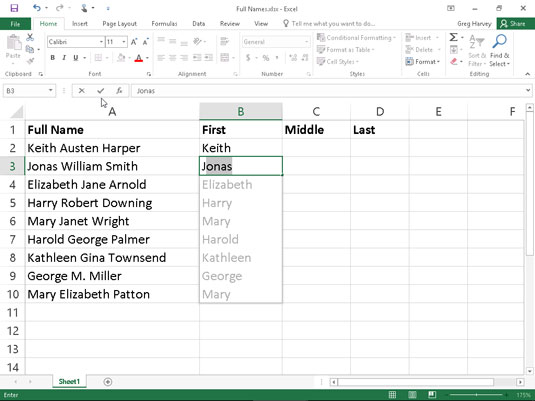 Full Names.xlsx - Excel
File Home Insert Page Layout Formulas Data Review View Tell me what you want to do... Greg Harvey Share
Calibri 11 A A General Conditional Formatting Insert
Paste B I U $ % , Format as Table Delete Sort & Find &
Cell Styles Format Filter Select
Clipboard Font Alignment Number Styles Cells Editing
B3 fx Jonas
A B C D E F
1 Full Name First Middle Last
2 Keith Austen Harper Keith
3 Jonas William Smith Jonas
4 Elizabeth Jane Arnold Elizabeth
5 Harry Robert Downing Harry
6 Mary Janet Wright Mary
7 Harold George Palmer Harold
8 Kathleen Gina Townsend Kathleen
9 George M. Miller George
10 Mary Elizabeth Patton Mary
11
12
13
14
Sheet1
Enter 175%